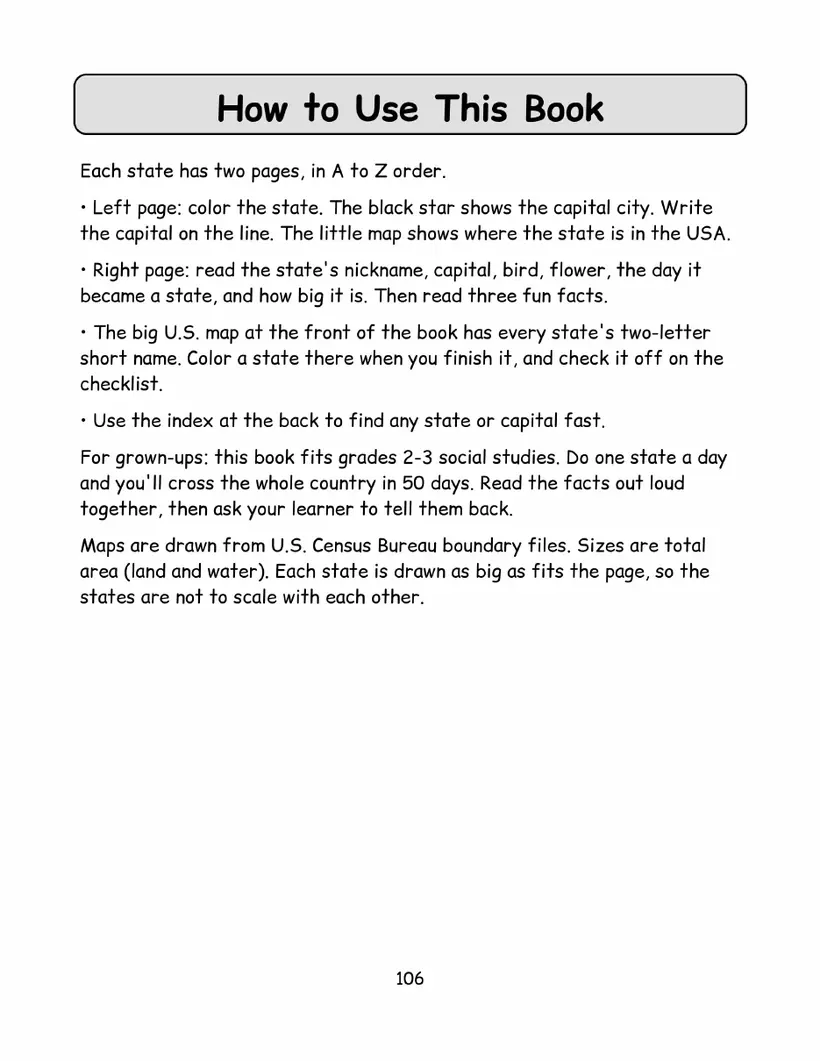 How to Use This Book
Each state has two pages, in A to Z order.
• Left page: color the state. The black star shows the capital city. Write
the capital on the line. The little map shows where the state is in the USA.
• Right page: read the state's nickname, capital, bird, flower, the day it
became a state, and how big it is. Then read three fun facts.
• The big U.S. map at the front of the book has every state's two-letter
short name. Color a state there when you finish it, and check it off on the
checklist.
• Use the index at the back to find any state or capital fast.
For grown-ups: this book fits grades 2-3 social studies. Do one state a day
and you'll cross the whole country in 50 days. Read the facts out loud
together, then ask your learner to tell them back.
Maps are drawn from U.S. Census Bureau boundary files. Sizes are total
area (land and water). Each state is drawn as big as fits the page, so the
states are not to scale with each other.
106